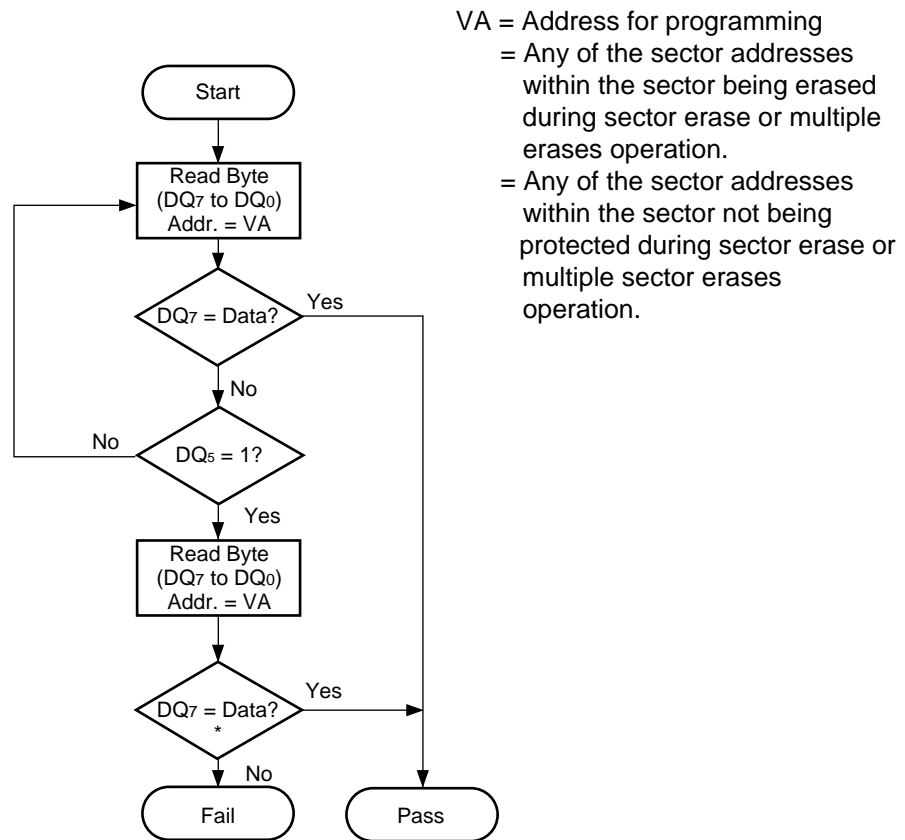 VA = Address for programming
= Any of the sector addresses
within the sector being erased
during sector erase or multiple
erases operation.
= Any of the sector addresses
within the sector not being
protected during sector erase or
multiple sector erases
operation.
Start
Read Byte
(DQ7 to DQ0)
Addr. = VA
DQ7 = Data?
Yes
No
DQ5 = 1?
No
Yes
Read Byte
(DQ7 to DQ0)
Addr. = VA
DQ7 = Data?
*
Yes
No
Fail
Pass